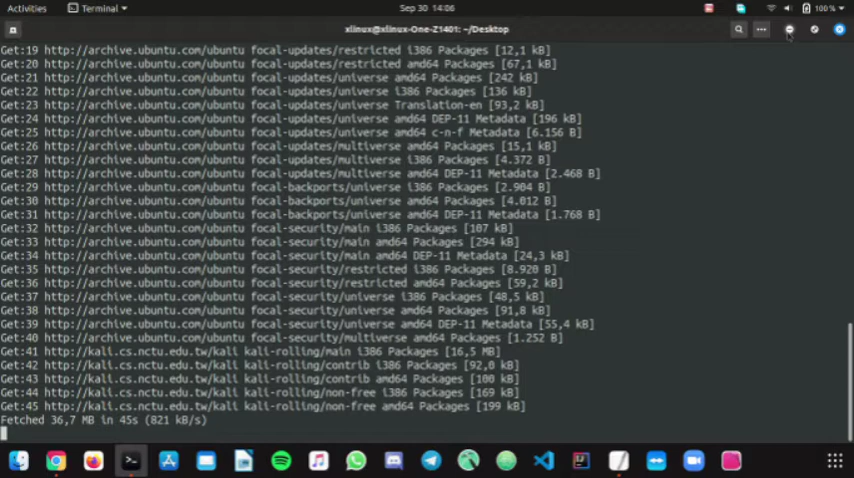 Activities Terminal Sep 30 14:06 100%
xlinux@xlinux-One-Z1401: ~/Desktop
Get:19 http://archive.ubuntu.com/ubuntu focal-updates/restricted i386 Packages [12,1 kB]
Get:20 http://archive.ubuntu.com/ubuntu focal-updates/restricted amd64 Packages [67,1 kB]
Get:21 http://archive.ubuntu.com/ubuntu focal-updates/universe amd64 Packages [242 kB]
Get:22 http://archive.ubuntu.com/ubuntu focal-updates/universe i386 Packages [136 kB]
Get:23 http://archive.ubuntu.com/ubuntu focal-updates/universe Translation-en [93,2 kB]
Get:24 http://archive.ubuntu.com/ubuntu focal-updates/universe amd64 DEP-11 Metadata [196 kB]
Get:25 http://archive.ubuntu.com/ubuntu focal-updates/universe amd64 c-n-f Metadata [6.156 B]
Get:26 http://archive.ubuntu.com/ubuntu focal-updates/multiverse amd64 Packages [15,1 kB]
Get:27 http://archive.ubuntu.com/ubuntu focal-updates/multiverse i386 Packages [4.372 B]
Get:28 http://archive.ubuntu.com/ubuntu focal-updates/multiverse amd64 DEP-11 Metadata [2.468 B]
Get:29 http://archive.ubuntu.com/ubuntu focal-backports/universe i386 Packages [2.904 B]
Get:30 http://archive.ubuntu.com/ubuntu focal-backports/universe amd64 Packages [4.012 B]
Get:31 http://archive.ubuntu.com/ubuntu focal-backports/universe amd64 DEP-11 Metadata [1.768 B]
Get:32 http://archive.ubuntu.com/ubuntu focal-security/main i386 Packages [107 kB]
Get:33 http://archive.ubuntu.com/ubuntu focal-security/main amd64 Packages [294 kB]
Get:34 http://archive.ubuntu.com/ubuntu focal-security/main amd64 DEP-11 Metadata [24,3 kB]
Get:35 http://archive.ubuntu.com/ubuntu focal-security/restricted i386 Packages [8.920 B]
Get:36 http://archive.ubuntu.com/ubuntu focal-security/restricted amd64 Packages [59,2 kB]
Get:37 http://archive.ubuntu.com/ubuntu focal-security/universe i386 Packages [48,5 kB]
Get:38 http://archive.ubuntu.com/ubuntu focal-security/universe amd64 Packages [91,8 kB]
Get:39 http://archive.ubuntu.com/ubuntu focal-security/universe amd64 DEP-11 Metadata [55,4 kB]
Get:40 http://archive.ubuntu.com/ubuntu focal-security/multiverse amd64 Packages [1.252 B]
Get:41 http://kali.cs.nctu.edu.tw/kali kali-rolling/main i386 Packages [16,5 MB]
Get:42 http://kali.cs.nctu.edu.tw/kali kali-rolling/contrib i386 Packages [92,0 kB]
Get:43 http://kali.cs.nctu.edu.tw/kali kali-rolling/contrib amd64 Packages [100 kB]
Get:44 http://kali.cs.nctu.edu.tw/kali kali-rolling/non-free i386 Packages [169 kB]
Get:45 http://kali.cs.nctu.edu.tw/kali kali-rolling/non-free amd64 Packages [199 kB]
Fetched 36,7 MB in 45s (821 kB/s)